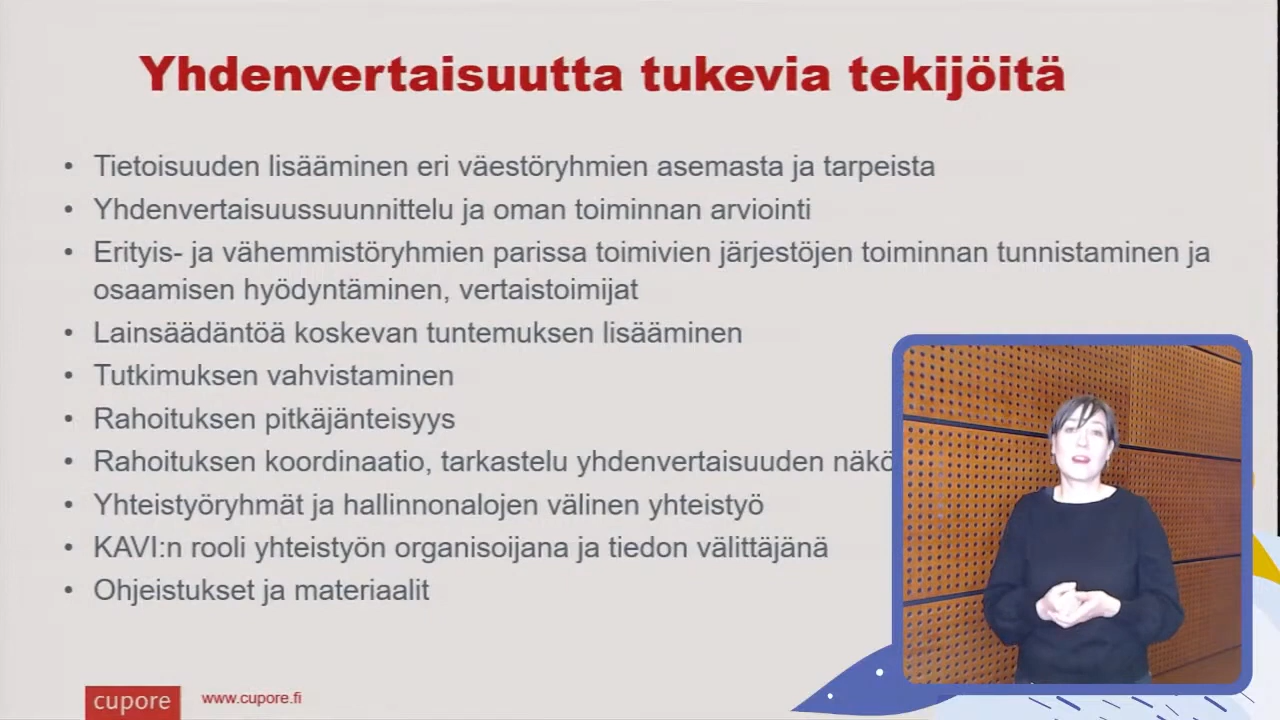 Yhdenvertaisuutta tukevia tekijöitä
• Tietoisuuden lisääminen eri väestöryhmien asemasta ja tarpeista
• Yhdenvertaisuussuunnittelu ja oman toiminnan arviointi
• Erityis- ja vähemmistöryhmien parissa toimivien järjestöjen toiminnan tunnistaminen ja
osaamisen hyödyntäminen, vertaistoimijat
• Lainsäädäntöä koskevan tuntemuksen lisääminen
• Tutkimuksen vahvistaminen
• Rahoituksen pitkäjänteisyys
• Rahoituksen koordinaatio, tarkastelu yhdenvertaisuuden
• Yhteistyöryhmät ja hallinnonalojen välinen yhteistyö
• KAVI:n rooli yhteistyön organisoijana ja tiedon välittäjänä
• Ohjeistukset ja materiaalit
cupore www.cupore.fi